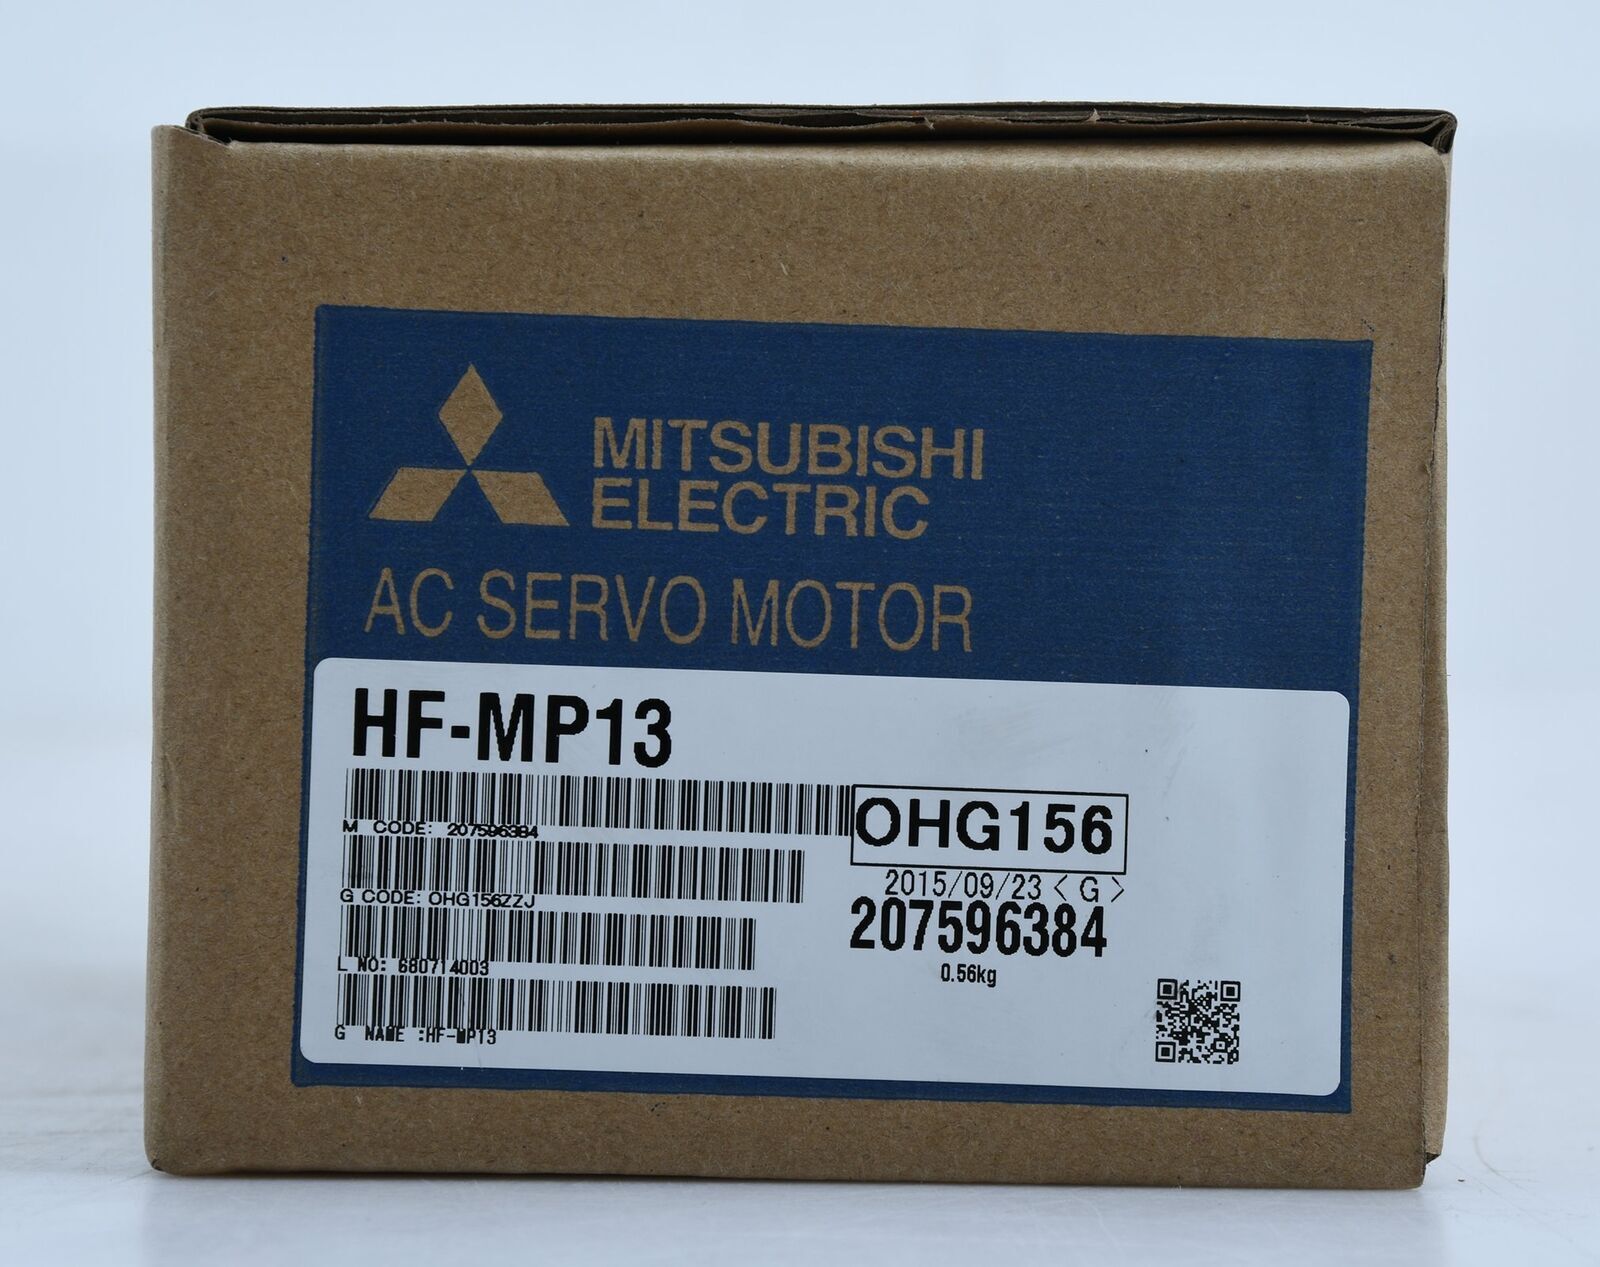 MITSUBISHI
ELECTRIC
AC SERVO MOTOR
HF-MP13
M CODE: 207596384
OHG156
G CODE: OHG156ZZJ
2015/09/23<G>
207596384
L NO: 680714003
0.56kg
G NAME :HF-MP13